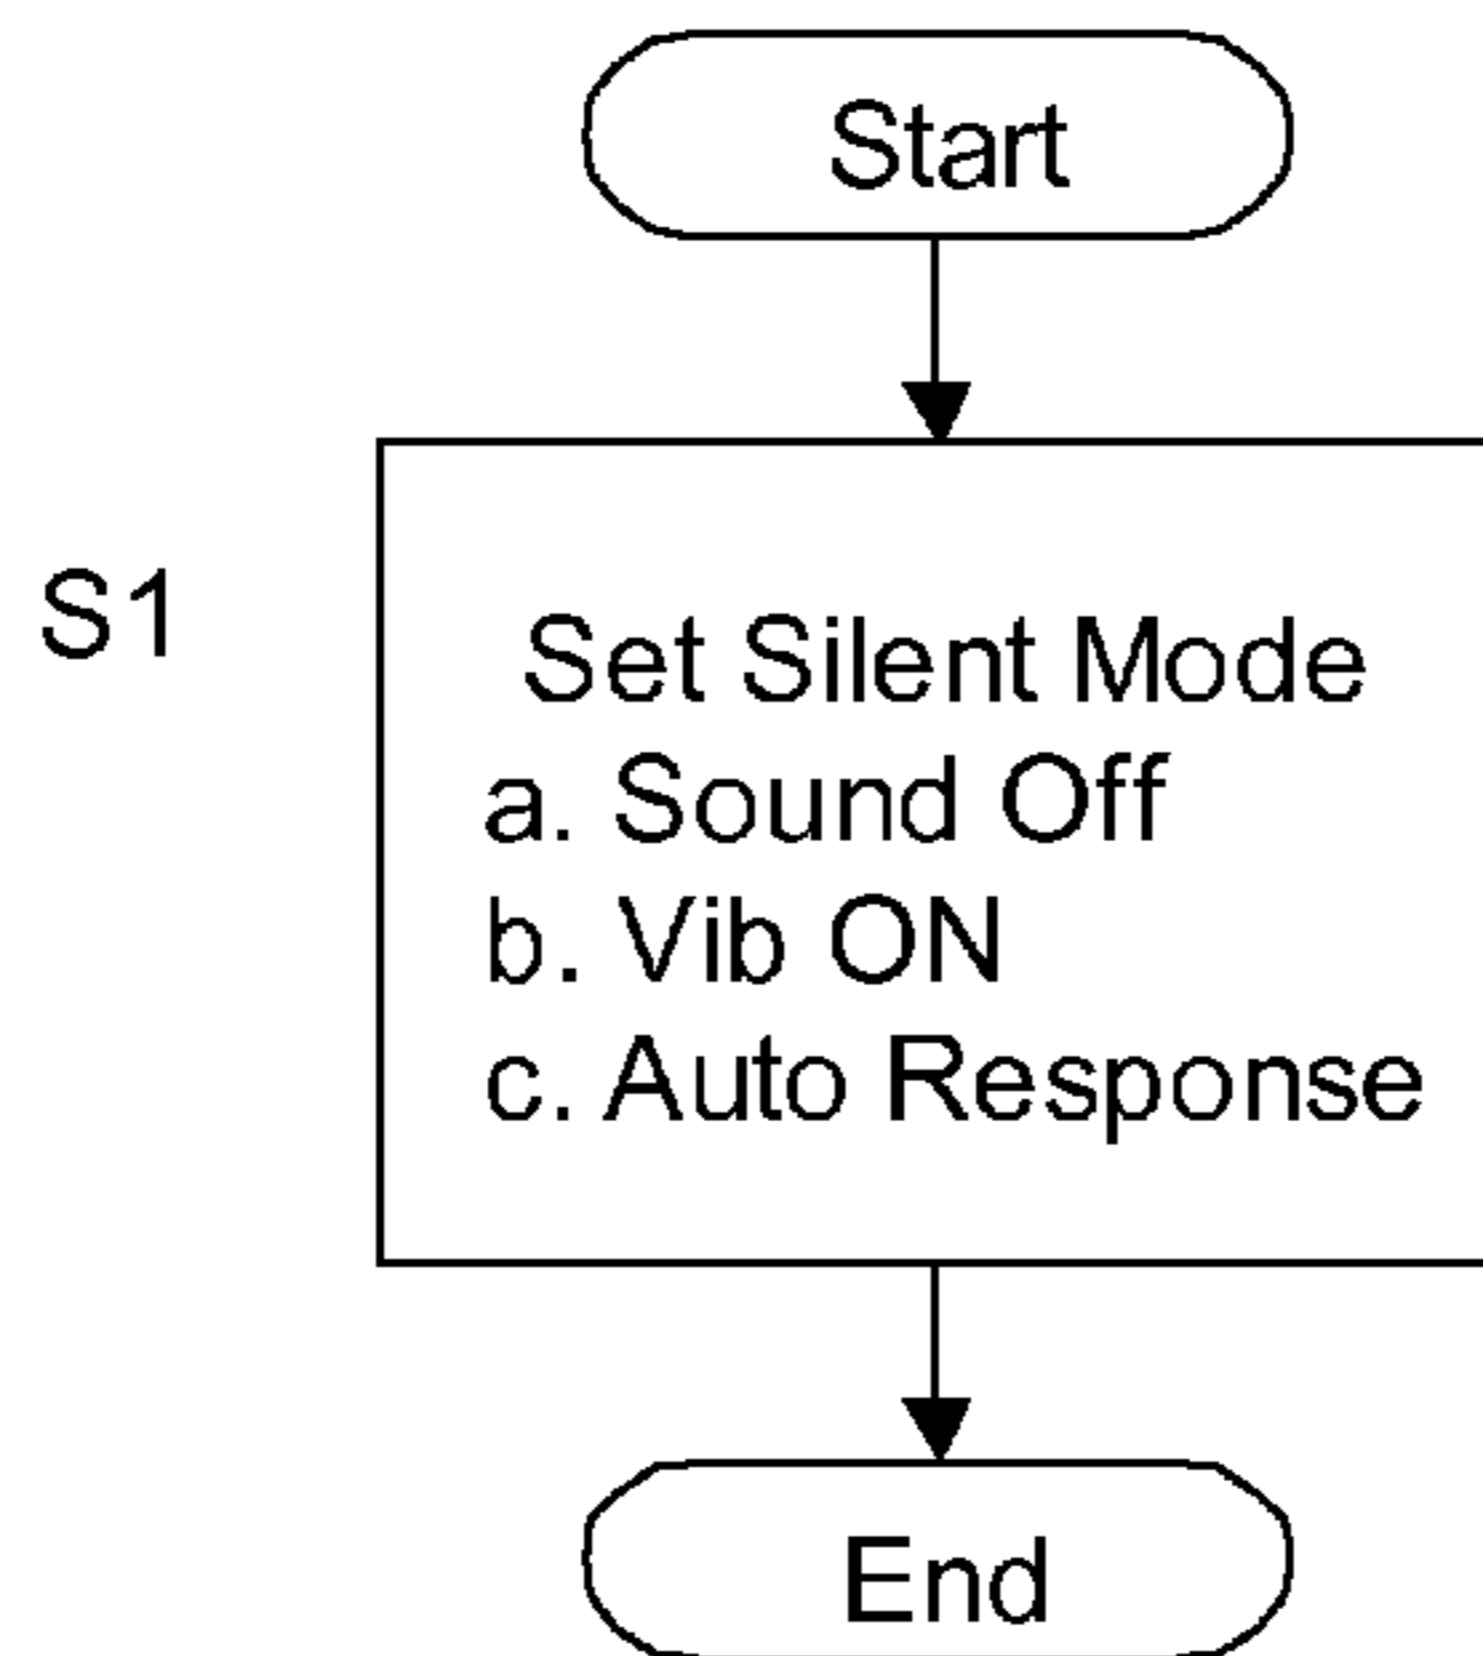 Start
S1
Set Silent Mode
a. Sound Off
b. Vib ON
c. Auto Response
End